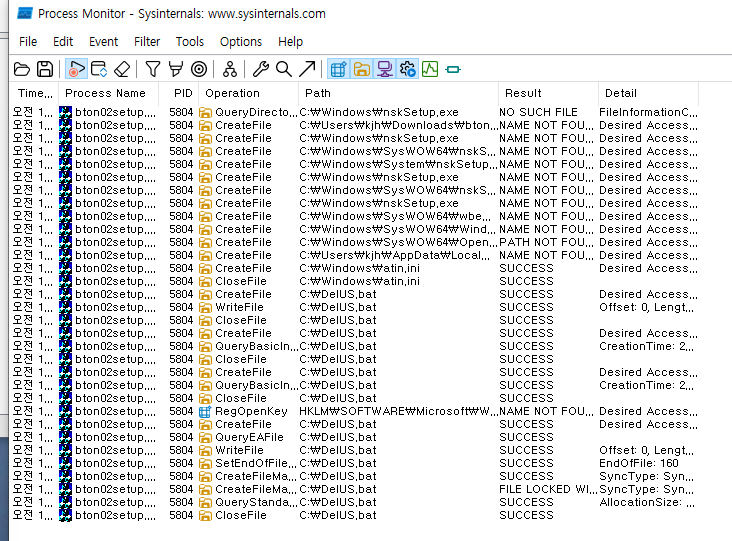 Process Monitor - Sysinternals: www.sysinternals.com
File Edit Event Filter Tools Options Help
Time... Process Name PID Operation Path Result Detail
오전 1... bton02setup.... 5804 QueryDirecto... C:₩Windows₩nskSetup.exe NO SUCH FILE FileInformationC...
오전 1... bton02setup.... 5804 CreateFile C:₩Users₩kjh₩Downloads₩bton... NAME NOT FOU... Desired Access...
오전 1... bton02setup.... 5804 CreateFile C:₩Windows₩nskSetup.exe NAME NOT FOU... Desired Access...
오전 1... bton02setup.... 5804 CreateFile C:₩Windows₩SysWOW64₩nskS... NAME NOT FOU... Desired Access...
오전 1... bton02setup.... 5804 CreateFile C:₩Windows₩System₩nskSetup... NAME NOT FOU... Desired Access...
오전 1... bton02setup.... 5804 CreateFile C:₩Windows₩nskSetup.exe NAME NOT FOU... Desired Access...
오전 1... bton02setup.... 5804 CreateFile C:₩Windows₩SysWOW64₩nskS... NAME NOT FOU... Desired Access...
오전 1... bton02setup.... 5804 CreateFile C:₩Windows₩nskSetup.exe NAME NOT FOU... Desired Access...
오전 1... bton02setup.... 5804 CreateFile C:₩Windows₩SysWOW64₩wbe... NAME NOT FOU... Desired Access...
오전 1... bton02setup.... 5804 CreateFile C:₩Windows₩SysWOW64₩Wind... NAME NOT FOU... Desired Access...
오전 1... bton02setup.... 5804 CreateFile C:₩Windows₩SysWOW64₩Open... PATH NOT FOU... Desired Access...
오전 1... bton02setup.... 5804 CreateFile C:₩Users₩kjh₩AppData₩Local... NAME NOT FOU... Desired Access...
오전 1... bton02setup.... 5804 CreateFile C:₩Windows₩atin.ini SUCCESS Desired Access...
오전 1... bton02setup.... 5804 CloseFile C:₩Windows₩atin.ini SUCCESS
오전 1... bton02setup.... 5804 CreateFile C:₩DelUS.bat SUCCESS Desired Access...
오전 1... bton02setup.... 5804 WriteFile C:₩DelUS.bat SUCCESS Offset: 0, Lengt...
오전 1... bton02setup.... 5804 CloseFile C:₩DelUS.bat SUCCESS
오전 1... bton02setup.... 5804 CreateFile C:₩DelUS.bat SUCCESS Desired Access...
오전 1... bton02setup.... 5804 QueryBasicIn... C:₩DelUS.bat SUCCESS CreationTime: 2...
오전 1... bton02setup.... 5804 CloseFile C:₩DelUS.bat SUCCESS
오전 1... bton02setup.... 5804 CreateFile C:₩DelUS.bat SUCCESS Desired Access...
오전 1... bton02setup.... 5804 QueryBasicIn... C:₩DelUS.bat SUCCESS CreationTime: 2...
오전 1... bton02setup.... 5804 CloseFile C:₩DelUS.bat SUCCESS
오전 1... bton02setup.... 5804 RegOpenKey HKLM₩SOFTWARE₩Microsoft₩W... NAME NOT FOU... Desired Access...
오전 1... bton02setup.... 5804 CreateFile C:₩DelUS.bat SUCCESS Desired Access...
오전 1... bton02setup.... 5804 QueryEAFile C:₩DelUS.bat SUCCESS
오전 1... bton02setup.... 5804 WriteFile C:₩DelUS.bat SUCCESS Offset: 0, Lengt...
오전 1... bton02setup.... 5804 SetEndOfFile... C:₩DelUS.bat SUCCESS EndOfFile: 160
오전 1... bton02setup.... 5804 CreateFileMa... C:₩DelUS.bat SUCCESS SyncType: Syn...
오전 1... bton02setup.... 5804 CreateFileMa... C:₩DelUS.bat FILE LOCKED WI... SyncType: Syn...
오전 1... bton02setup.... 5804 QueryStanda... C:₩DelUS.bat SUCCESS AllocationSize: ...
오전 1... bton02setup.... 5804 CloseFile C:₩DelUS.bat SUCCESS